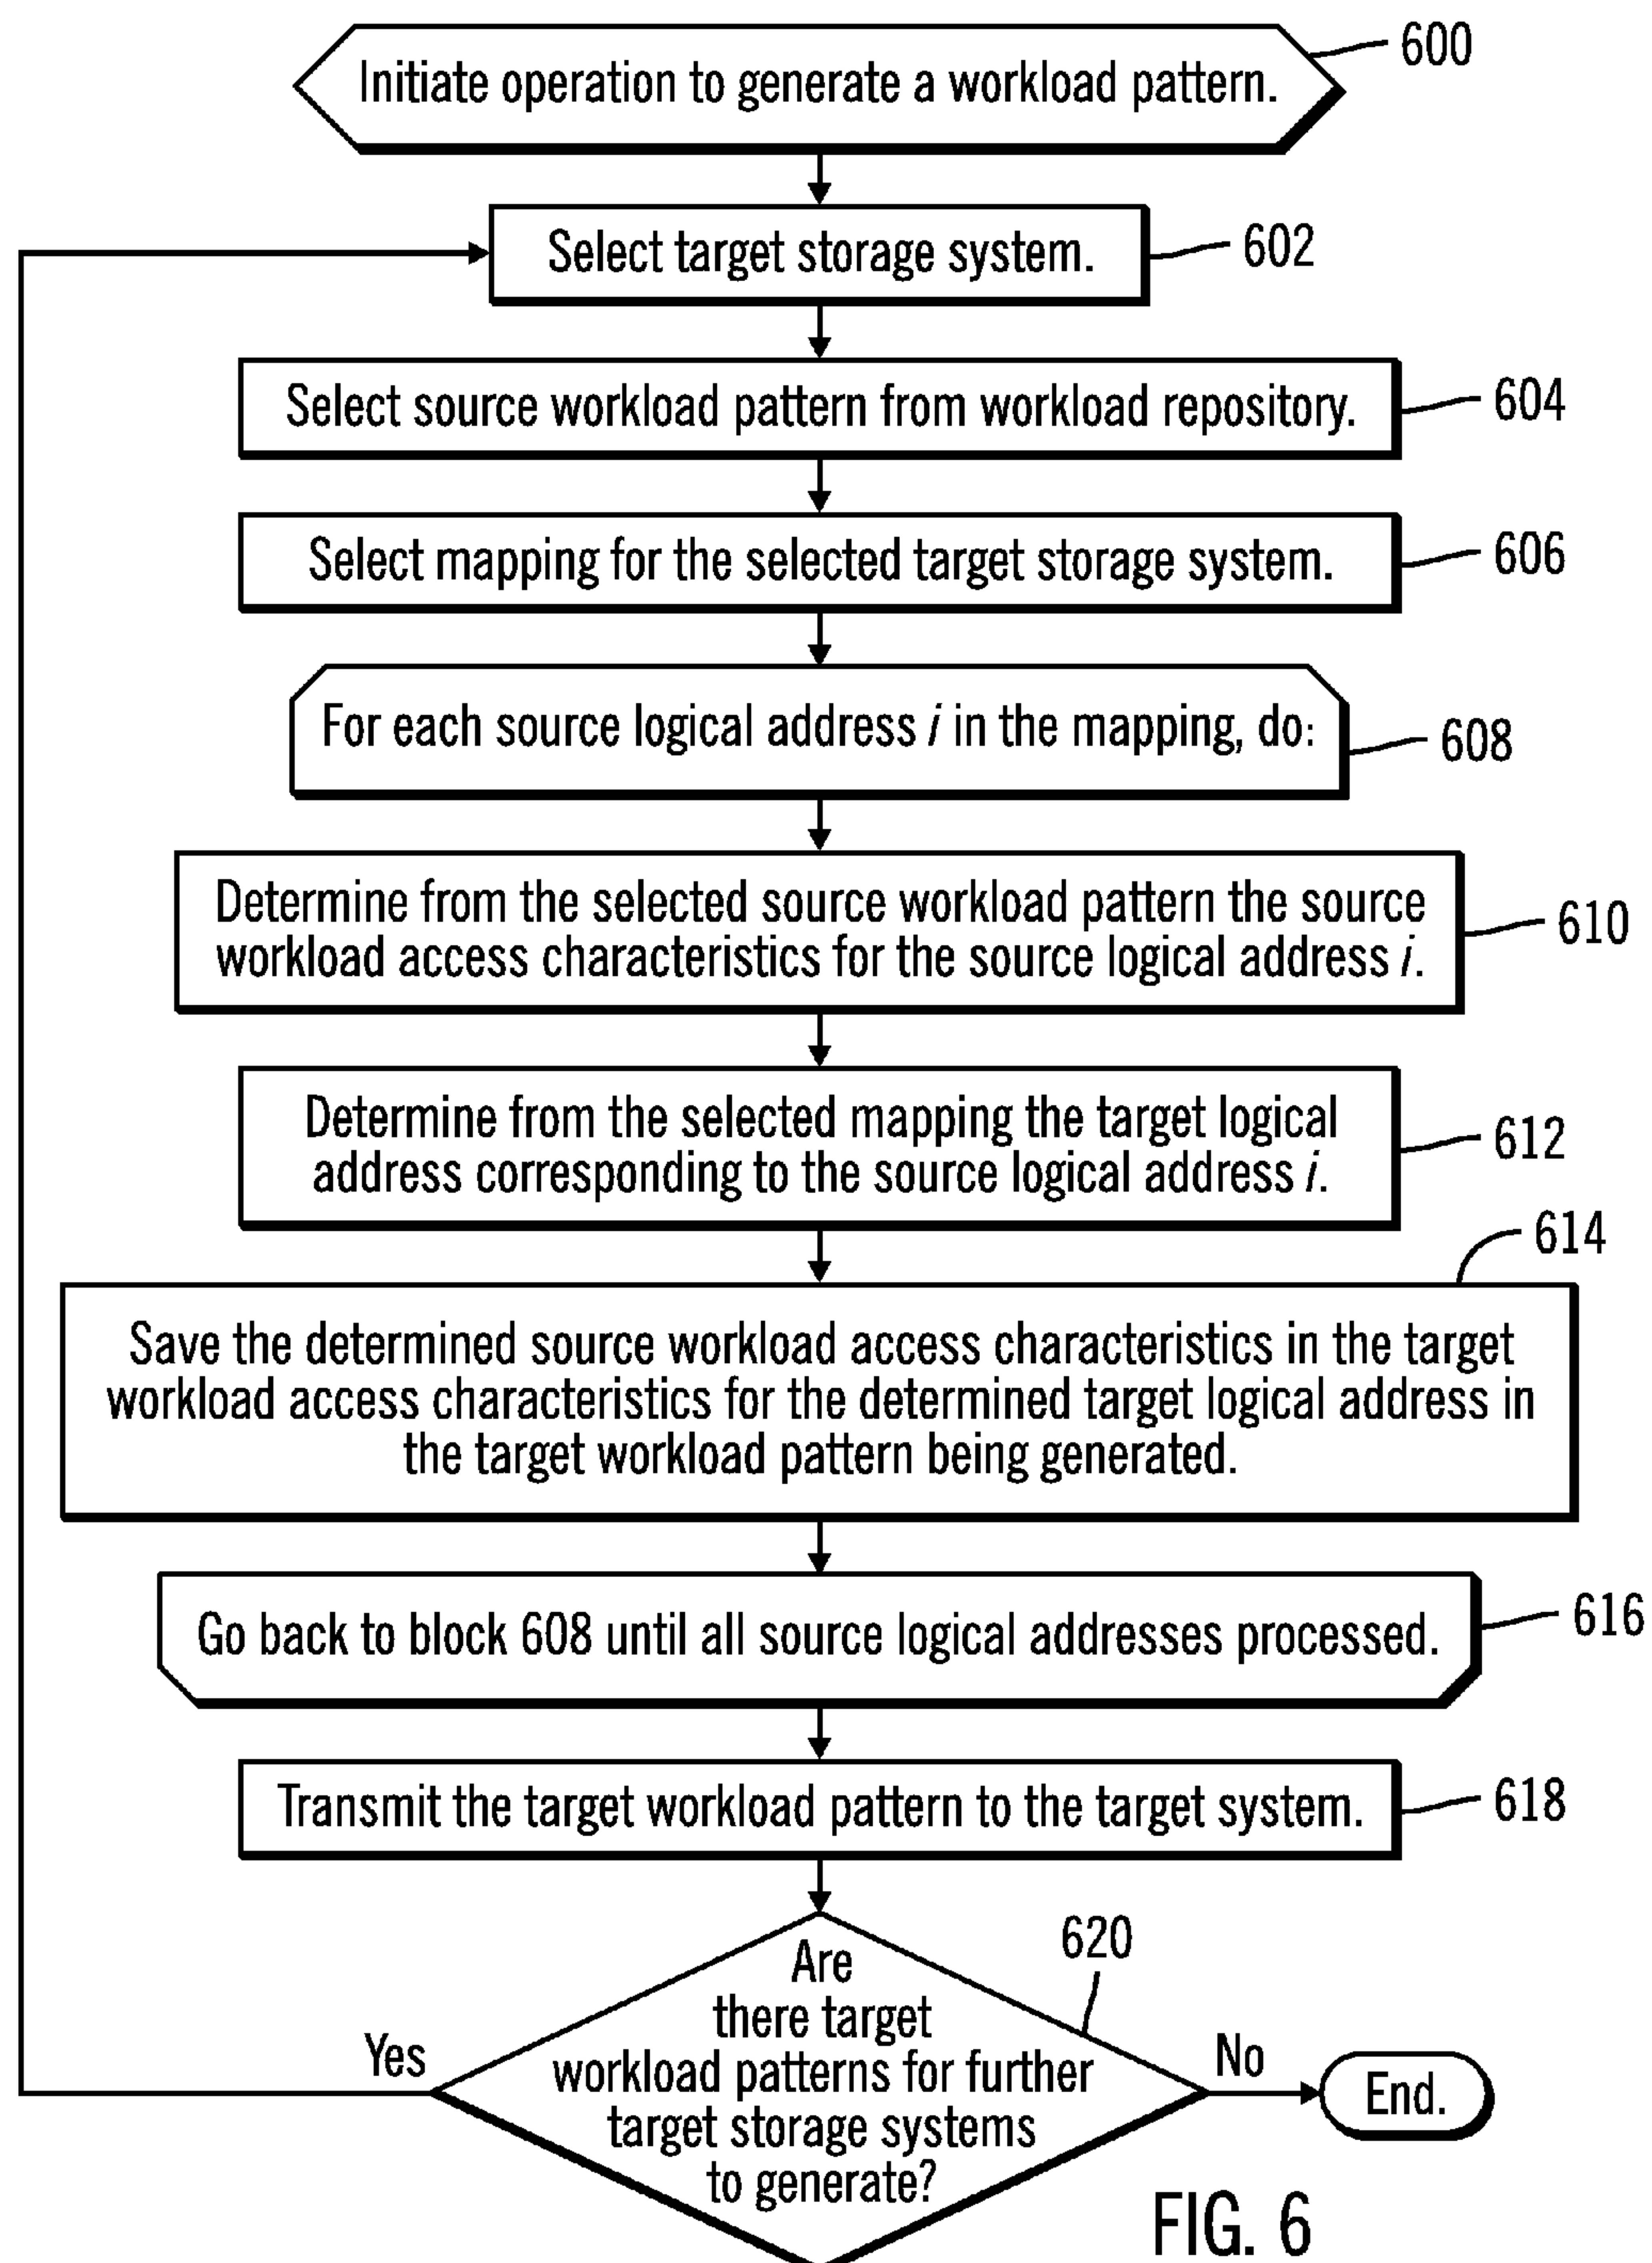 Initiate operation to generate a workload pattern.
600
Select target storage system.
602
Select source workload pattern from workload repository.
604
Select mapping for the selected target storage system.
606
For each source logical address i in the mapping, do:
608
Determine from the selected source workload pattern the source
workload access characteristics for the source logical address i.
610
Determine from the selected mapping the target logical
address corresponding to the source logical address i.
612
614
Save the determined source workload access characteristics in the target
workload access characteristics for the determined target logical address in
the target workload pattern being generated.
Go back to block 608 until all source logical addresses processed.
616
Transmit the target workload pattern to the target system.
618
620
Are
there target
workload patterns for further
target storage systems
to generate?
Yes
No
End.
FIG. 6